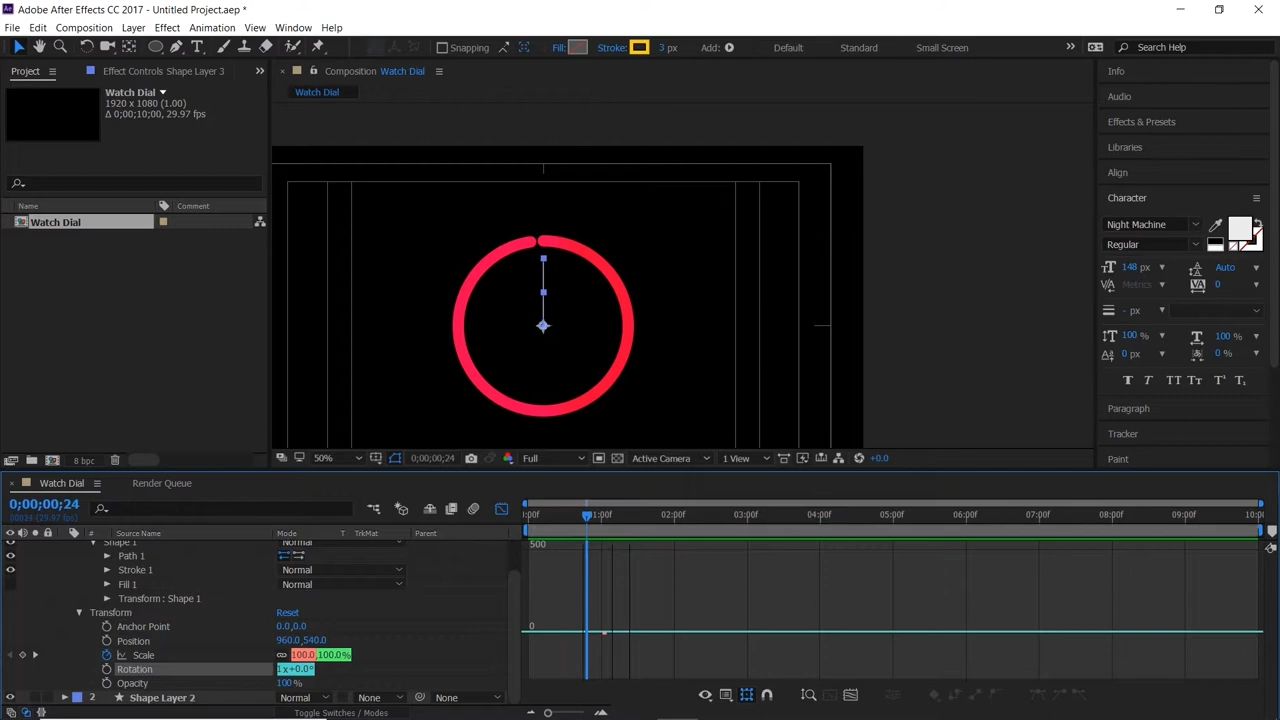 Adobe After Effects CC 2017 - Untitled Project.aep *
File Edit Composition Layer Effect Animation View Window Help
Snapping Fill: Stroke: 3 px Add: Default Standard Small Screen Search Help
Project Effect Controls Shape Layer 3 Composition Watch Dial Info
Watch Dial Watch Dial
1920 x 1080 (1.00) Audio
Δ 0;00;10;00, 29.97 fps
Effects & Presets
Libraries
Align
Name Comment Character
Watch Dial Night Machine
Regular
148 px Auto
Metrics 0
- px
100 % 100 %
0 px 0 %
Paragraph
Tracker
8 bpc 50% 0;00;00;24 Full Active Camera 1 View +0.0 Paint
Watch Dial Render Queue
0;00;00;24
00024 (29.97 fps)
:00f 01:00f 02:00f 03:00f 04:00f 05:00f 06:00f 07:00f 08:00f 09:00f 10:0
# Source Name Mode T TrkMat Parent
Shape 1 Normal 500
Path 1
Stroke 1 Normal
Fill 1 Normal
Transform : Shape 1
Transform Reset
Anchor Point 0.0,0.0 0
Position 960.0,540.0
Scale 100.0,100.0%
Rotation 1x+0.0°
Opacity 100 %
2 Shape Layer 2 Normal None None
Toggle Switches / Modes